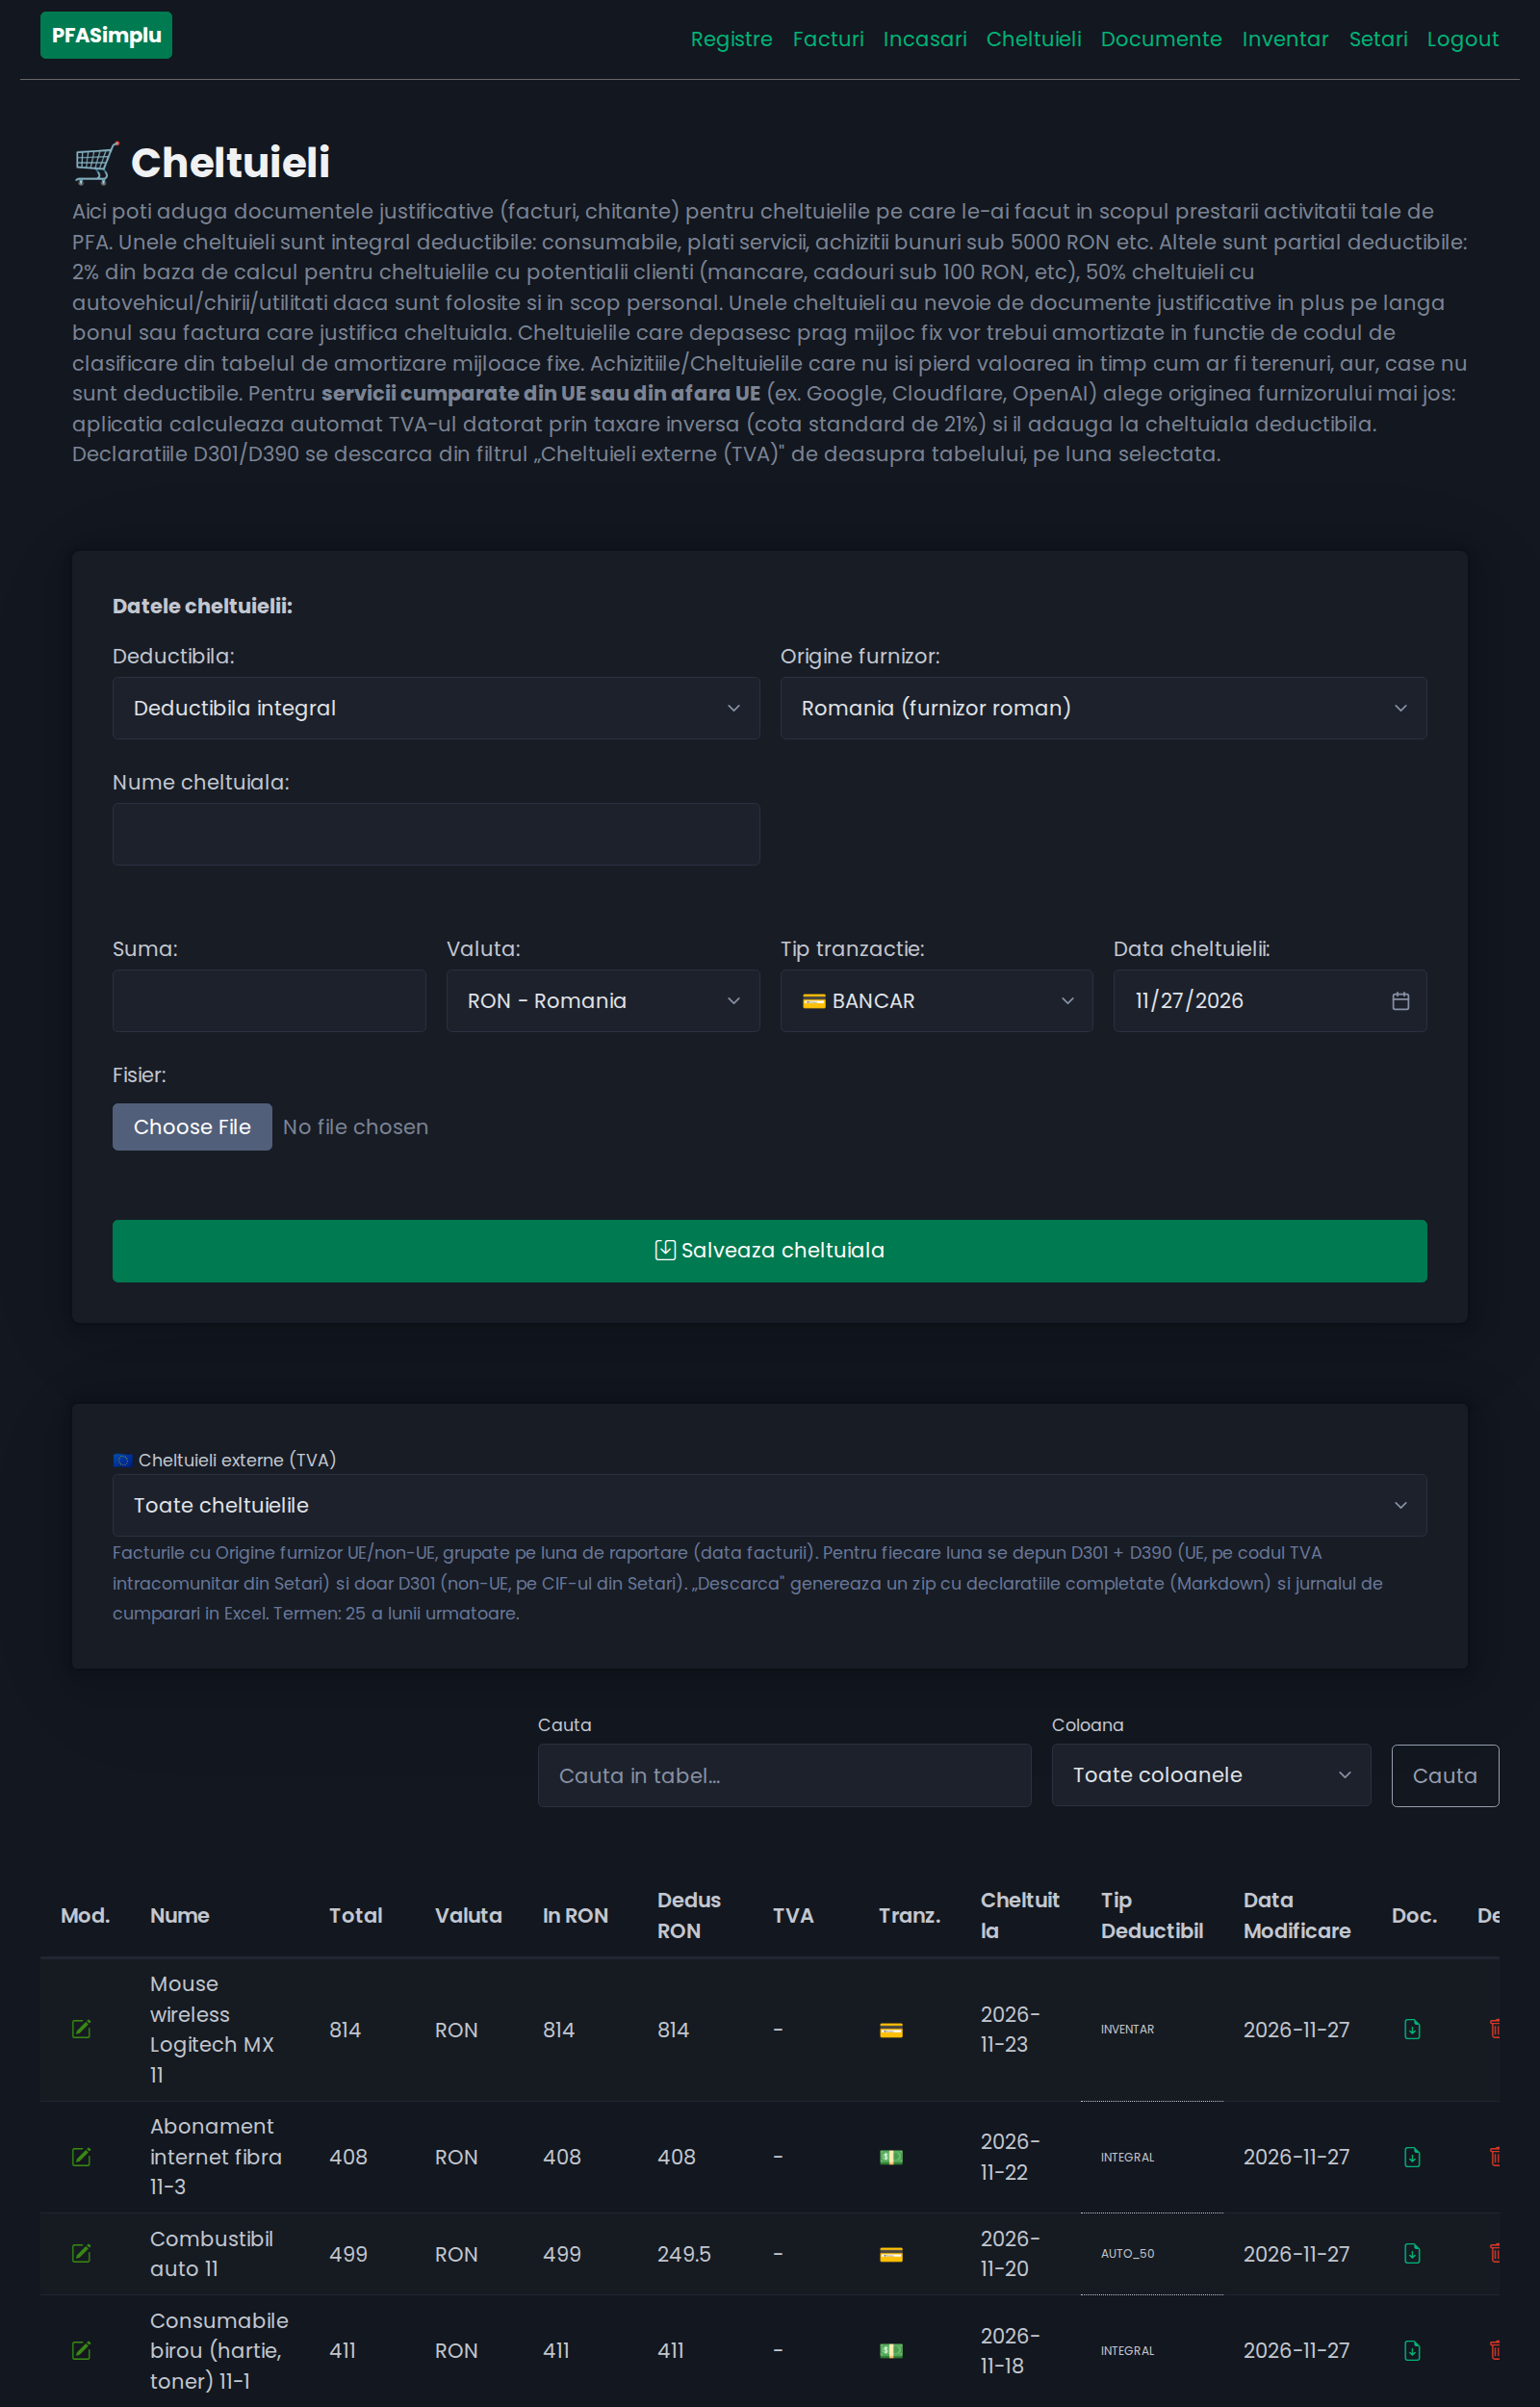 PFASimplu
Registre Facturi Incasari Cheltuieli Documente Inventar Setari Logout
🛒 Cheltuieli
Aici poti aduga documentele justificative (facturi, chitante) pentru cheltuielile pe care le-ai facut in scopul prestarii activitatii tale de
PFA. Unele cheltuieli sunt integral deductibile: consumabile, plati servicii, achizitii bunuri sub 5000 RON etc. Altele sunt partial deductibile:
2% din baza de calcul pentru cheltuielile cu potentialii clienti (mancare, cadouri sub 100 RON, etc), 50% cheltuieli cu
autovehicul/chirii/utilitati daca sunt folosite si in scop personal. Unele cheltuieli au nevoie de documente justificative in plus pe langa
bonul sau factura care justifica cheltuiala. Cheltuielile care depasesc prag mijloc fix vor trebui amortizate in functie de codul de
clasificare din tabelul de amortizare mijloace fixe. Achizitiile/Cheltuielile care nu isi pierd valoarea in timp cum ar fi terenuri, aur, case nu
sunt deductibile. Pentru servicii cumparate din UE sau din afara UE (ex. Google, Cloudflare, OpenAI) alege originea furnizorului mai jos:
aplicatia calculeaza automat TVA-ul datorat prin taxare inversa (cota standard de 21%) si il adauga la cheltuiala deductibila.
Declaratiile D301/D390 se descarca din filtrul „Cheltuieli externe (TVA)" de deasupra tabelului, pe luna selectata.
Datele cheltuielii:
Deductibila: Origine furnizor:
Deductibila integral Romania (furnizor roman)
Nume cheltuiala:
Suma: Valuta: Tip tranzactie: Data cheltuielii:
RON - Romania 💳 BANCAR 11/27/2026
Fisier:
Choose File No file chosen
Salveaza cheltuiala
🇪🇺 Cheltuieli externe (TVA)
Toate cheltuielile
Facturile cu Origine furnizor UE/non-UE, grupate pe luna de raportare (data facturii). Pentru fiecare luna se depun D301 + D390 (UE, pe codul TVA
intracomunitar din Setari) si doar D301 (non-UE, pe CIF-ul din Setari). „Descarca" genereaza un zip cu declaratiile completate (Markdown) si jurnalul de
cumparari in Excel. Termen: 25 a lunii urmatoare.
Cauta Coloana
Cauta in tabel... Toate coloanele Cauta
Mod. Nume Total Valuta In RON Dedus RON TVA Tranz. Cheltuit la Tip Deductibil Data Modificare Doc.
Mouse wireless Logitech MX 11 814 RON 814 814 - 💳 2026-11-23 INVENTAR 2026-11-27
Abonament internet fibra 11-3 408 RON 408 408 - 💵 2026-11-22 INTEGRAL 2026-11-27
Combustibil auto 11 499 RON 499 249.5 - 💳 2026-11-20 AUTO_50 2026-11-27
Consumabile birou (hartie, toner) 11-1 411 RON 411 411 - 💵 2026-11-18 INTEGRAL 2026-11-27